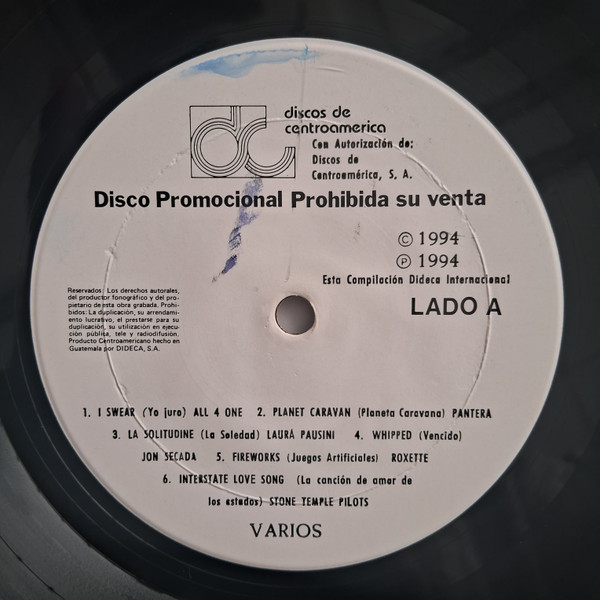 dc
discos de
centroamerica
Con Autorización de:
Discos de
Centroamérica, S, A.
Disco Promocional Prohibida su venta
© 1994
℗ 1994
Esta Compilación Dideca Internacional
LADO A
Reservados: Los derechos autorales,
del productor fonográfico y del pro-
pietario de esta obra grabada. Prohi-
bidos: La duplicación, su arrendami-
ento lucrativo, el prestarse para su
duplicación, su utilización en ejecu-
ción pública, tele y radiodifusión.
Producto Centroamericano hecho en
Guatemala por DIDECA, S.A.
1. I SWEAR (Yo juro) ALL 4 ONE 2. PLANET CARAVAN (Planeta Caravana) PANTERA
3. LA SOLITUDINE (La Soledad) LAURA PAUSINI 4. WHIPPED (Vencido)
JON SECADA 5. FIREWORKS (Juegos Artificiales) ROXETTE
6. INTERSTATE LOVE SONG (La canción de amor de
los estados) STONE TEMPLE PILOTS
VARIOS